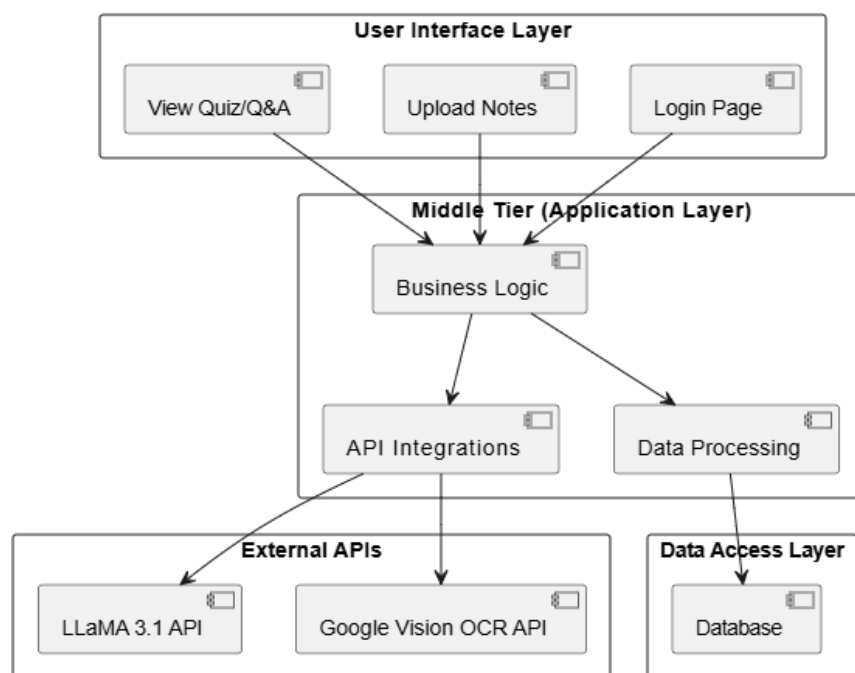 User Interface Layer
View Quiz/Q&A
Upload Notes
Login Page
Middle Tier (Application Layer)
Business Logic
API Integrations
Data Processing
External APIs
Data Access Layer
LLaMA 3.1 API
Google Vision OCR API
Database